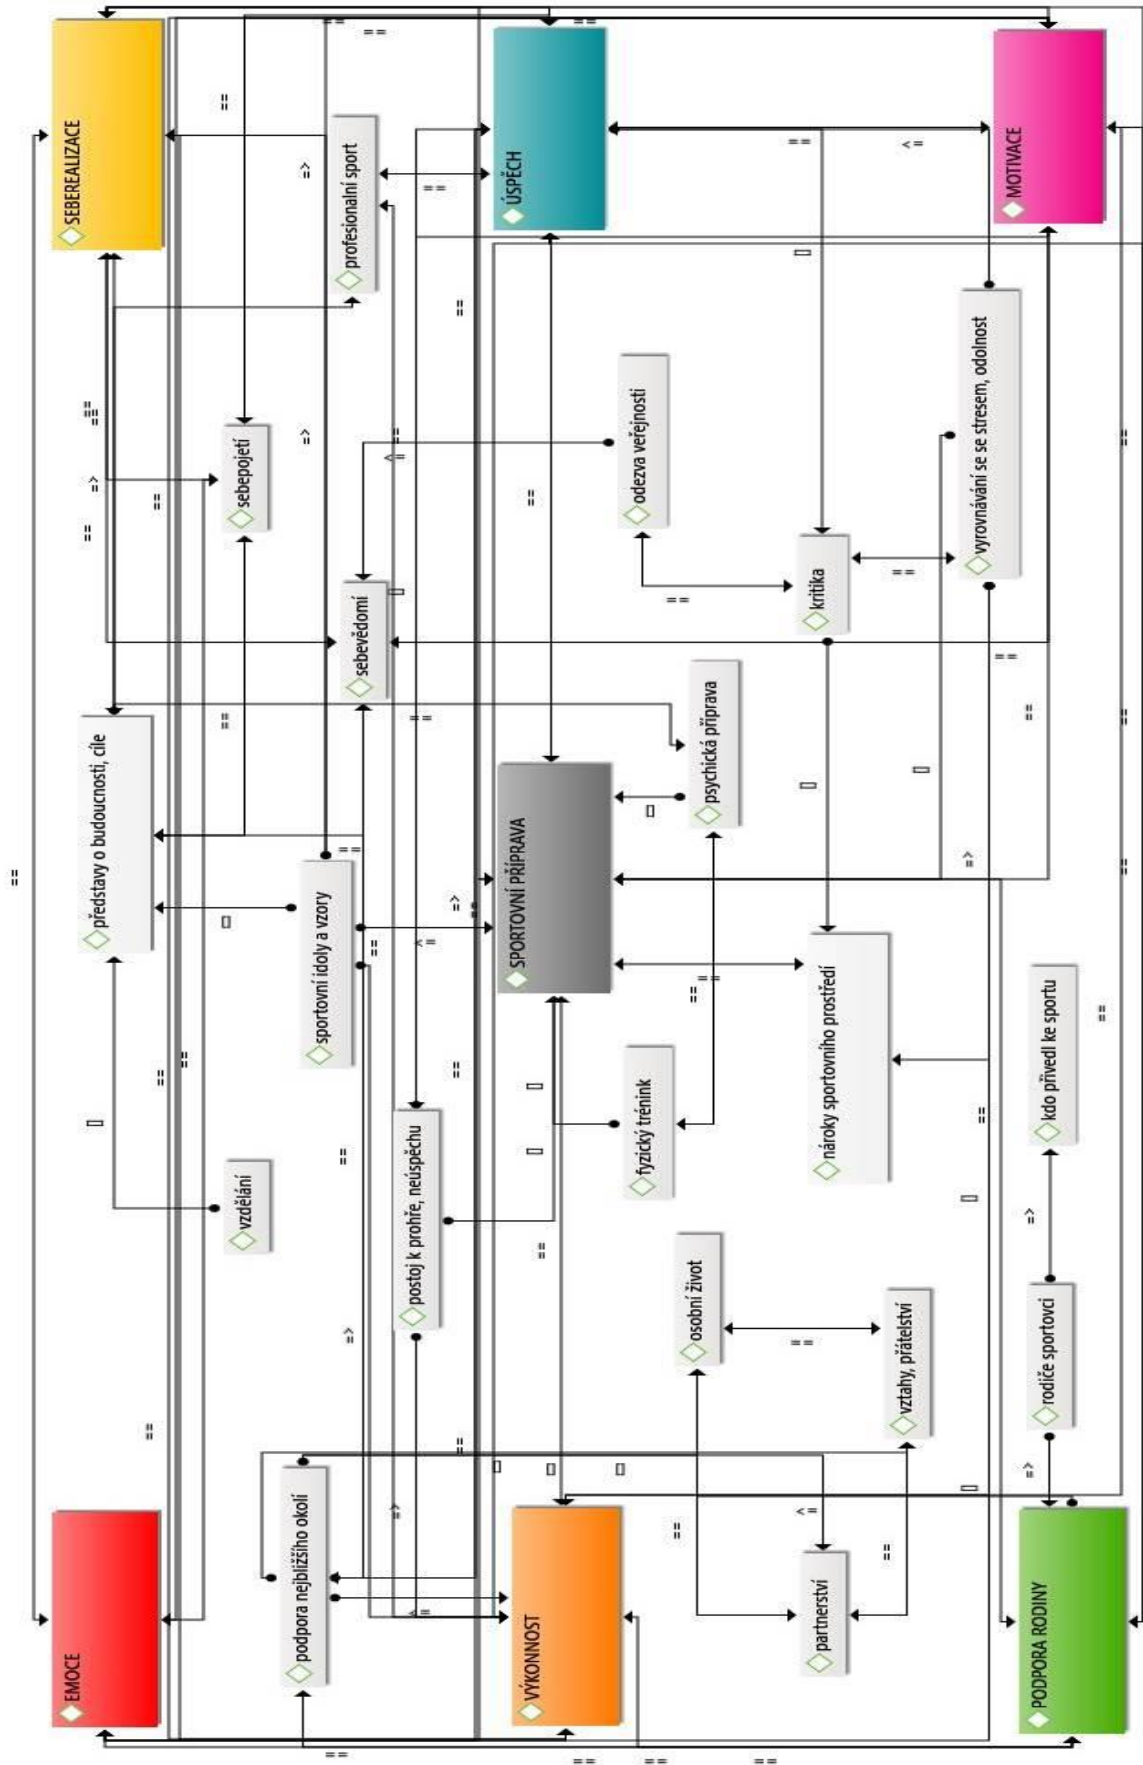 EMOCE
SEBEREALIZACE
představy o budoucnosti, cíle
vzdělání
sebepojetí
podpora nejbližšího okolí
sportovní idoly a vzory
sebevědomí
profesionalní sport
postoj k prohře, neúspěchu
VÝKONNOST
SPORTOVNÍ PŘÍPRAVA
ÚSPĚCH
fyzický trénink
odezva veřejnosti
osobní život
psychická příprava
partnerství
nároky sportovního prostředí
kritika
vztahy, přátelství
vyrovnávání se se stresem, odolnost
PODPORA RODINY
rodiče sportovci
kdo přivedl ke sportu
MOTIVACE